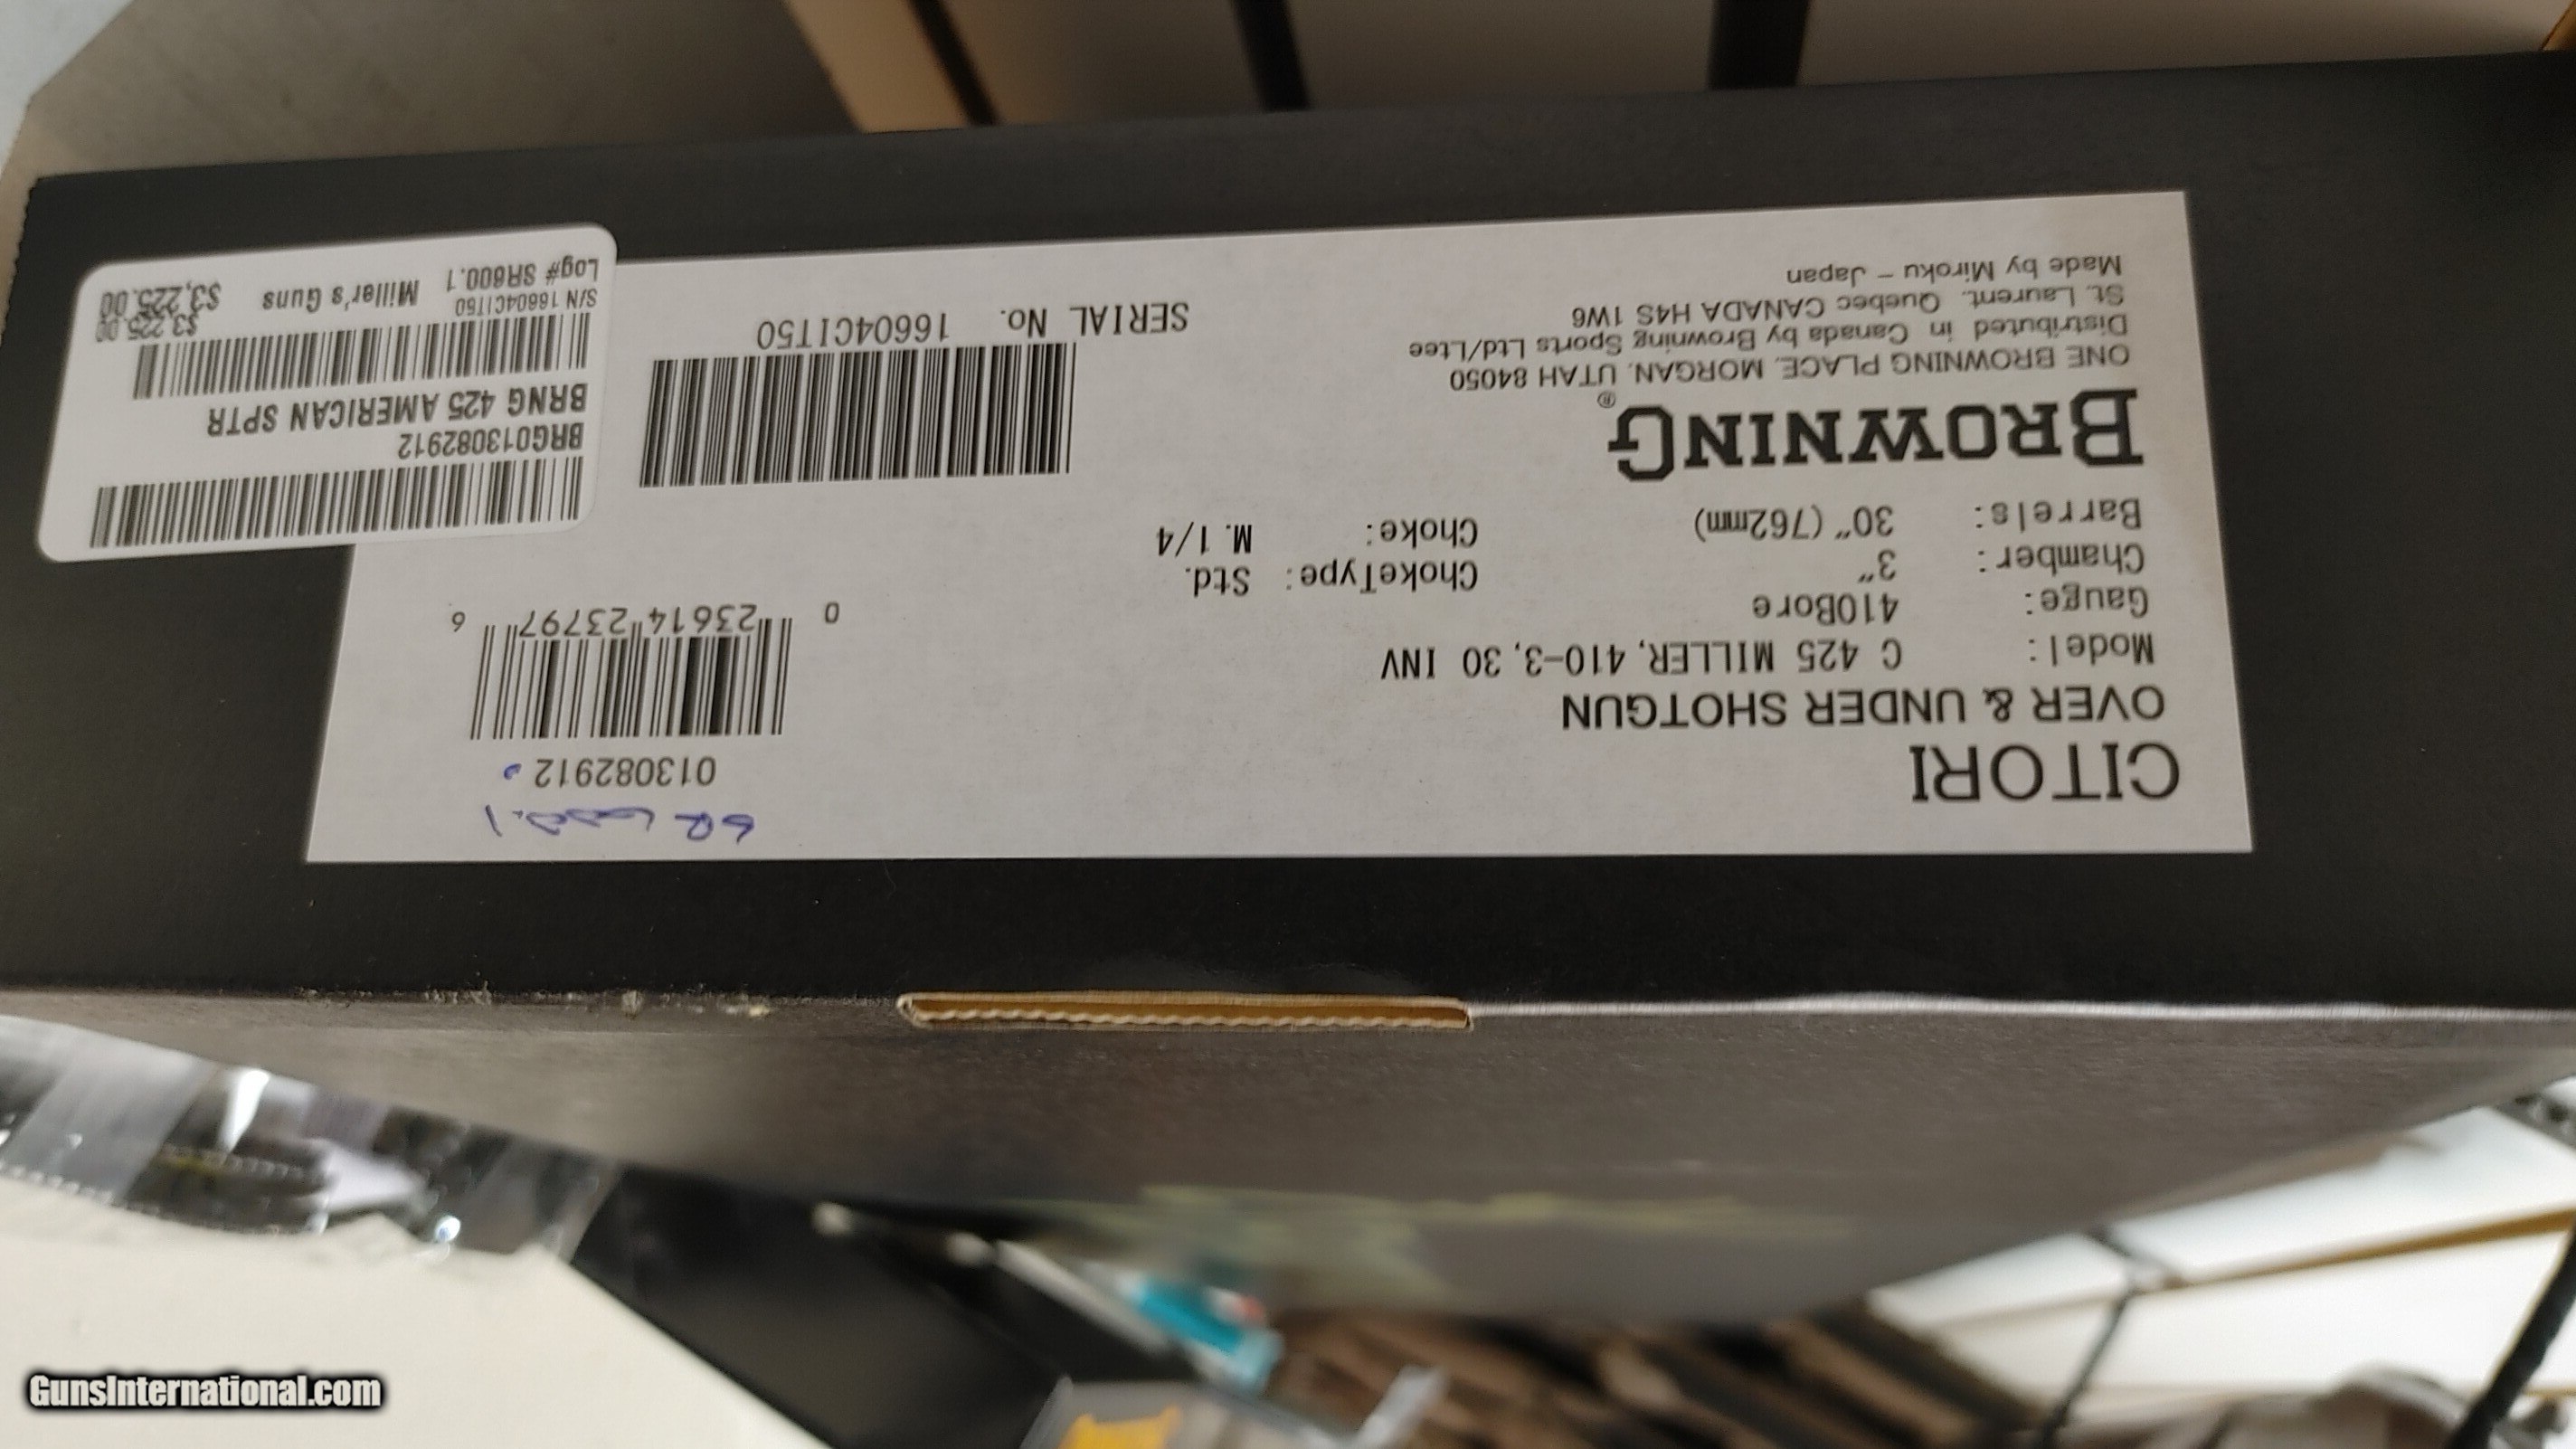 CITORI
OVER & UNDER SHOTGUN
Model: C 425 MILLER, 410-3, 30 INV
Gauge: 410Bore
Chamber: 3" ChokeType: Std.
Barrels: 30" (762mm) Choke: M. 1/4
BROWNING®
ONE BROWNING PLACE. MORGAN. UTAH 84050
Distributed in Canada by Browning Sports Ltd/Ltee
St. Laurent. Quebec CANADA H4S 1W6
Made by Miroku - Japan
013082912
0 23614 23797 6
SERIAL No. 16604CIT50
BRG013082912
BRNG 425 AMERICAN SPTR
$3,225.00
S/N 16604CIT50
Log# SR600.1 Miller's Guns $3,225.00
GunsInternational.com